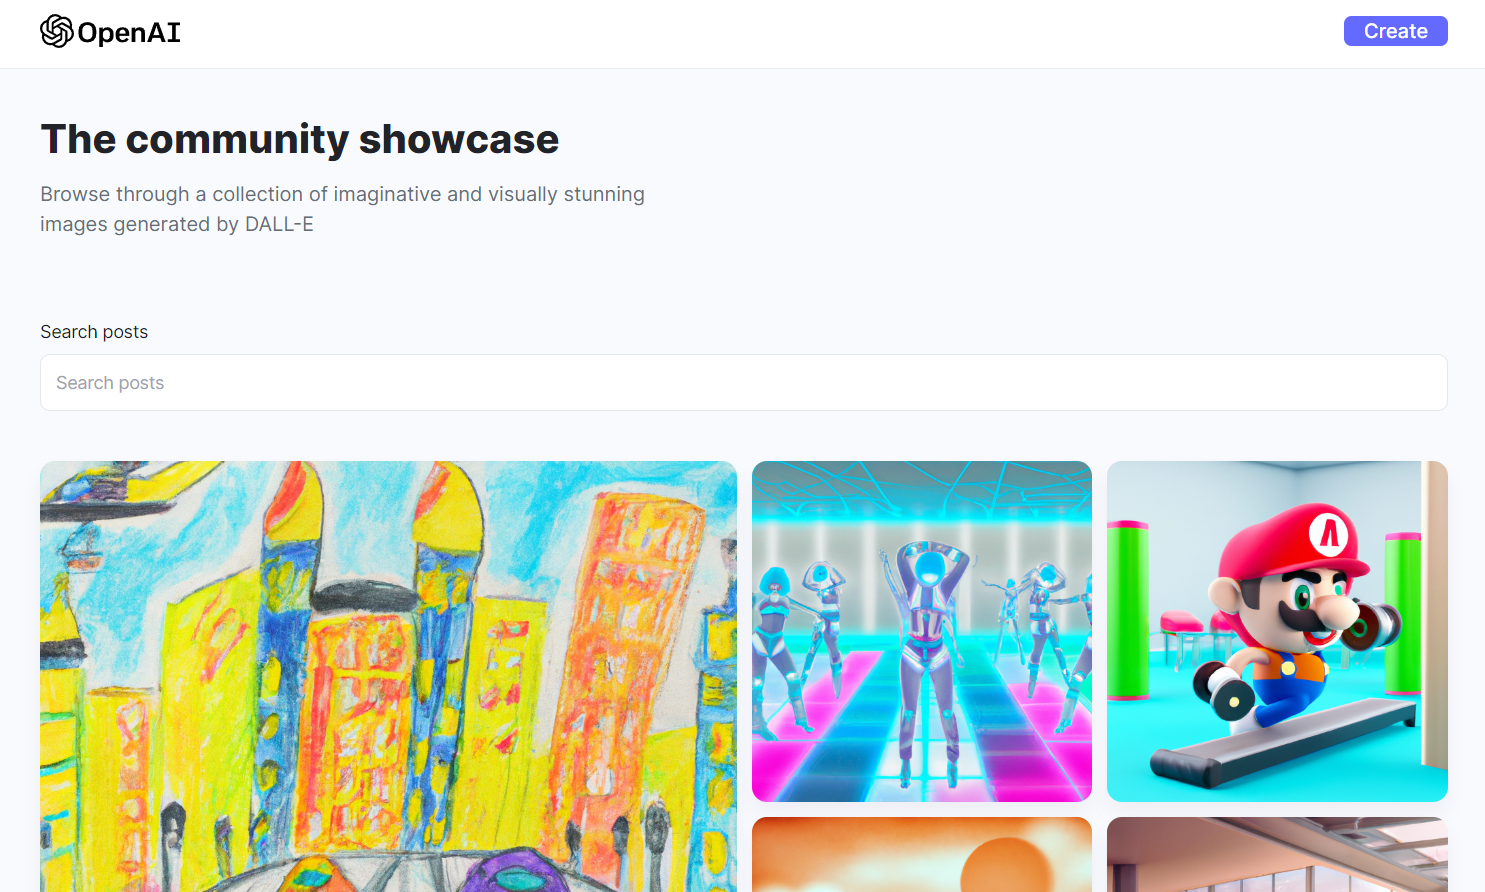 OpenAI
Create
The community showcase
Browse through a collection of imaginative and visually stunning
images generated by DALL-E
Search posts
Search posts